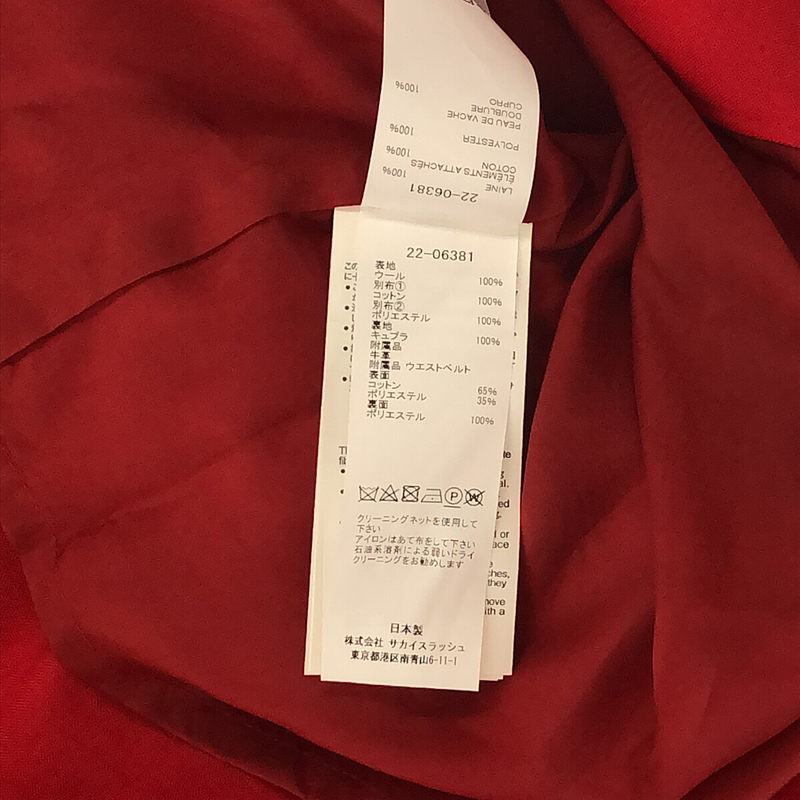 100%
CUPRO
DOUBLURE
PEAU DE VACHE
100%
POLYESTER
100%
COTON
ÉLÉMENTS ATTACHÉS
100%
LAINE
22-06381
22-06381
表地
ウール 100%
別布①
コットン 100%
別布②
ポリエステル 100%
裏地
キュプラ 100%
附属品
牛革
附属品 ウエストベルト
表面
コットン 65%
ポリエステル 35%
裏面
ポリエステル 100%
P W
クリーニングネットを使用して
下さい
アイロンはあて布をして下さい
石油系溶剤による弱いドライ
クリーニングをお勧めします
日本製
株式会社 サカイスラッシュ
東京都港区南青山6-11-1